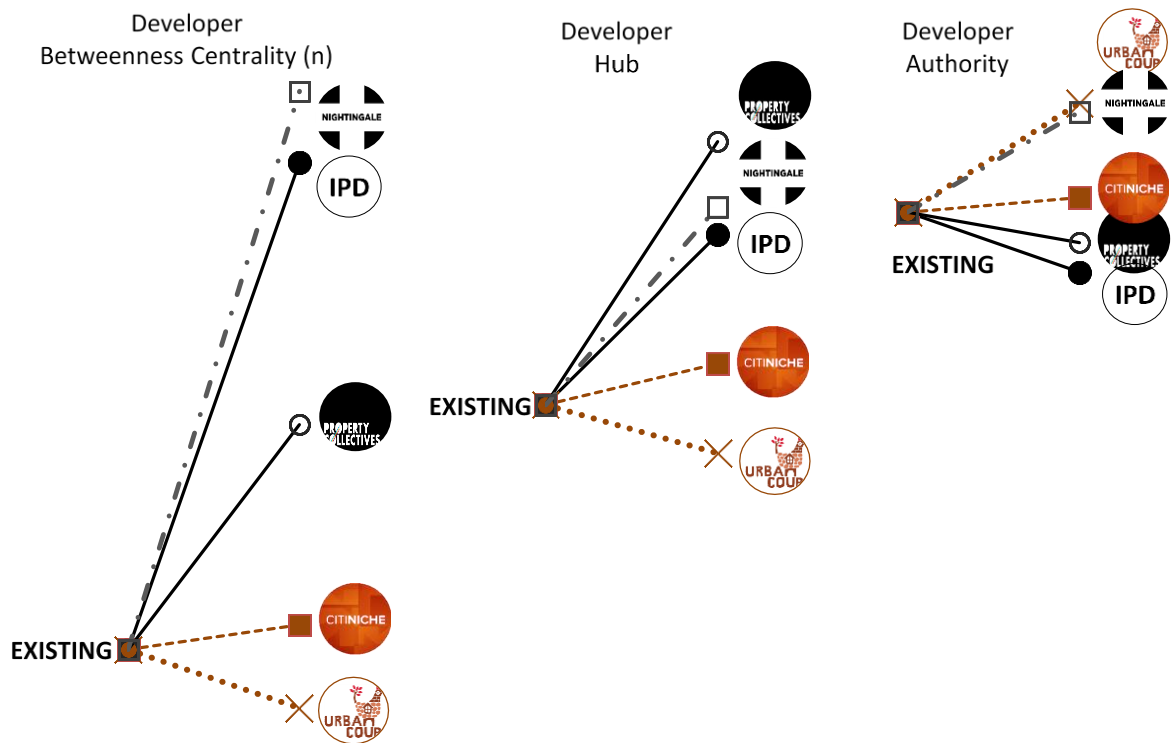 Developer
Betweenness Centrality (n)
NIGHTINGALE
IPD
PROPERTY
COLLECTIVES
CITINICHE
EXISTING
URBAN
COUP
Developer
Hub
PROPERTY
COLLECTIVES
NIGHTINGALE
IPD
CITINICHE
EXISTING
URBAN
COUP
Developer
Authority
URBAN
COUP
NIGHTINGALE
CITINICHE
PROPERTY
COLLECTIVES
EXISTING
IPD